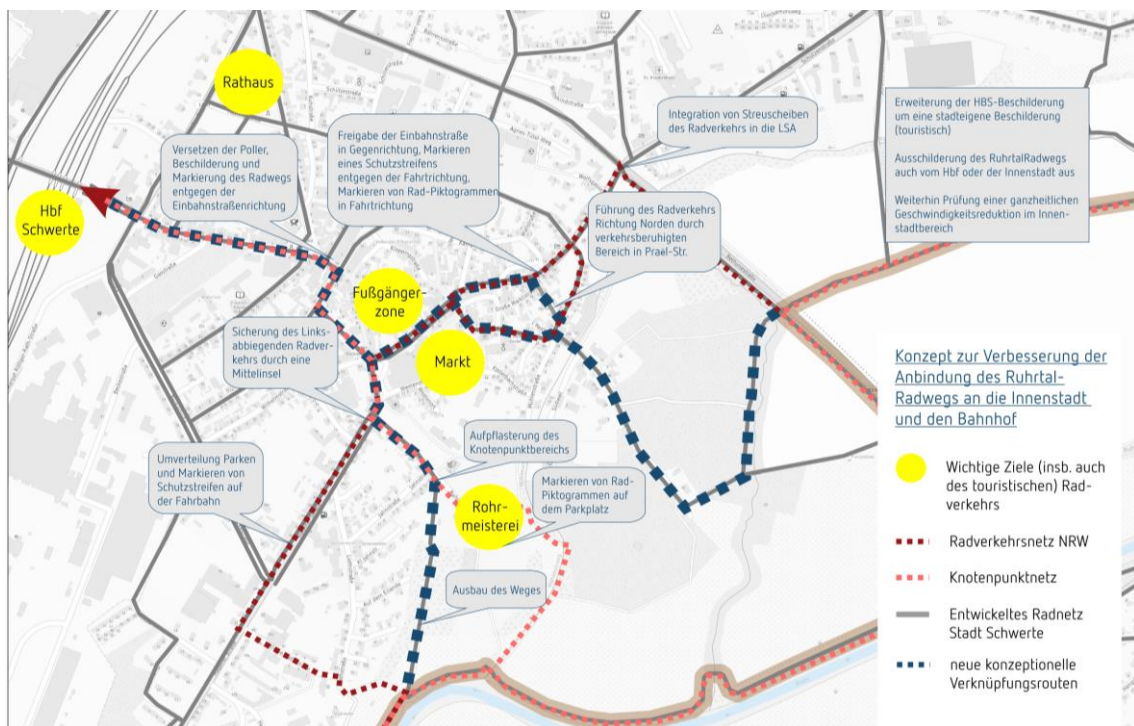 Rathaus
Hbf
Schwerte
Versetzen der Poller,
Beschilderung und
Markierung des Radwegs
entgegen der
Einbahnstraßenrichtung
Freigabe der Einbahnstraße
in Gegenrichtung, Markieren
eines Schutzstreifens
entgegen der Fahrtrichtung,
Markieren von Rad-Piktogrammen
in Fahrtrichtung
Integration von Streuscheiben
des Radverkehrs in die LSA
Führung des Radverkehrs
Richtung Norden durch
verkehrsberuhigten
Bereich in Prael-Str.
Erweiterung der HBS-Beschilderung
um eine stadteigene Beschilderung
(touristisch)
Ausschilderung des RuhrtalRadwegs
auch vom Hbf oder der Innenstadt aus
Weiterhin Prüfung einer ganzheitlichen
Geschwindigkeitsreduktion im Innen-
stadtbereich
Fußgänger-
zone
Markt
Sicherung des Links-
abbiegenden Radver-
kehrs durch eine
Mittelinsel
Umverteilung Parken
und Markieren von
Schutzstreifen auf
der Fahrbahn
Aufpflasterung des
Knotenpunktbereichs
Markieren von Rad-
Piktogrammen auf
dem Parkplatz
Rohr-
meisterei
Ausbau des Weges
Konzept zur Verbesserung der
Anbindung des Ruhrtal-
Radwegs an die Innenstadt
und den Bahnhof
Wichtige Ziele (insb. auch
des touristischen) Rad-
verkehrs
Radverkehrsnetz NRW
Knotenpunktnetz
Entwickeltes Radnetz
Stadt Schwerte
neue konzeptionelle
Verknüpfungsrouten